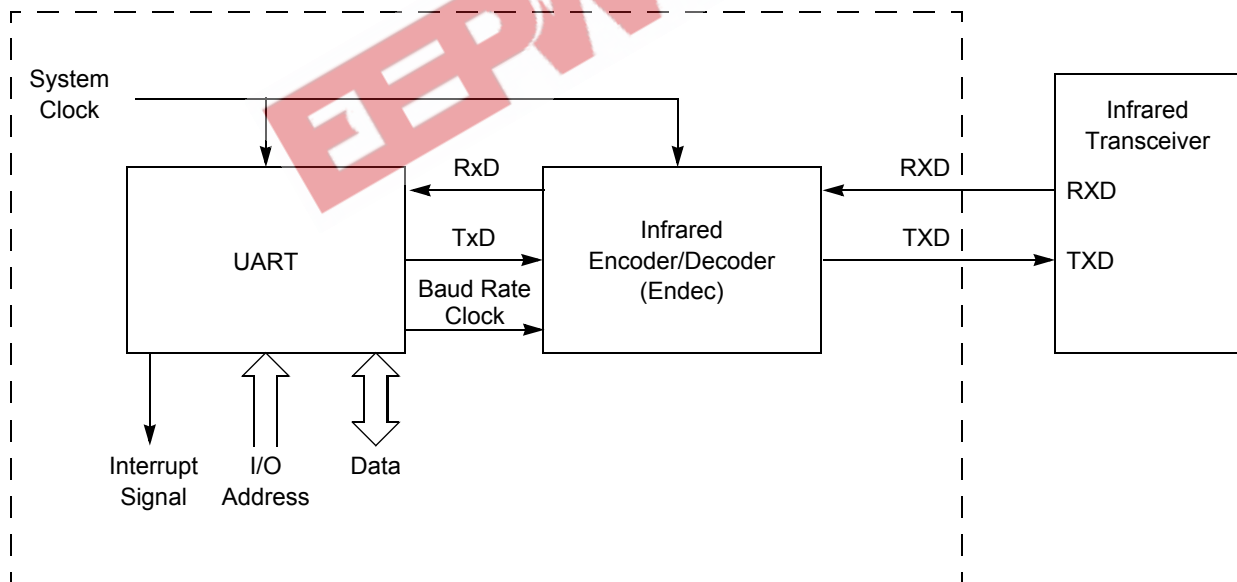 System
Clock
Infrared
Transceiver
RxD
RXD
RXD
UART
TxD
Infrared
Encoder/Decoder
(Endec)
TXD
TXD
Baud Rate
Clock
Interrupt
Signal
I/O
Address
Data